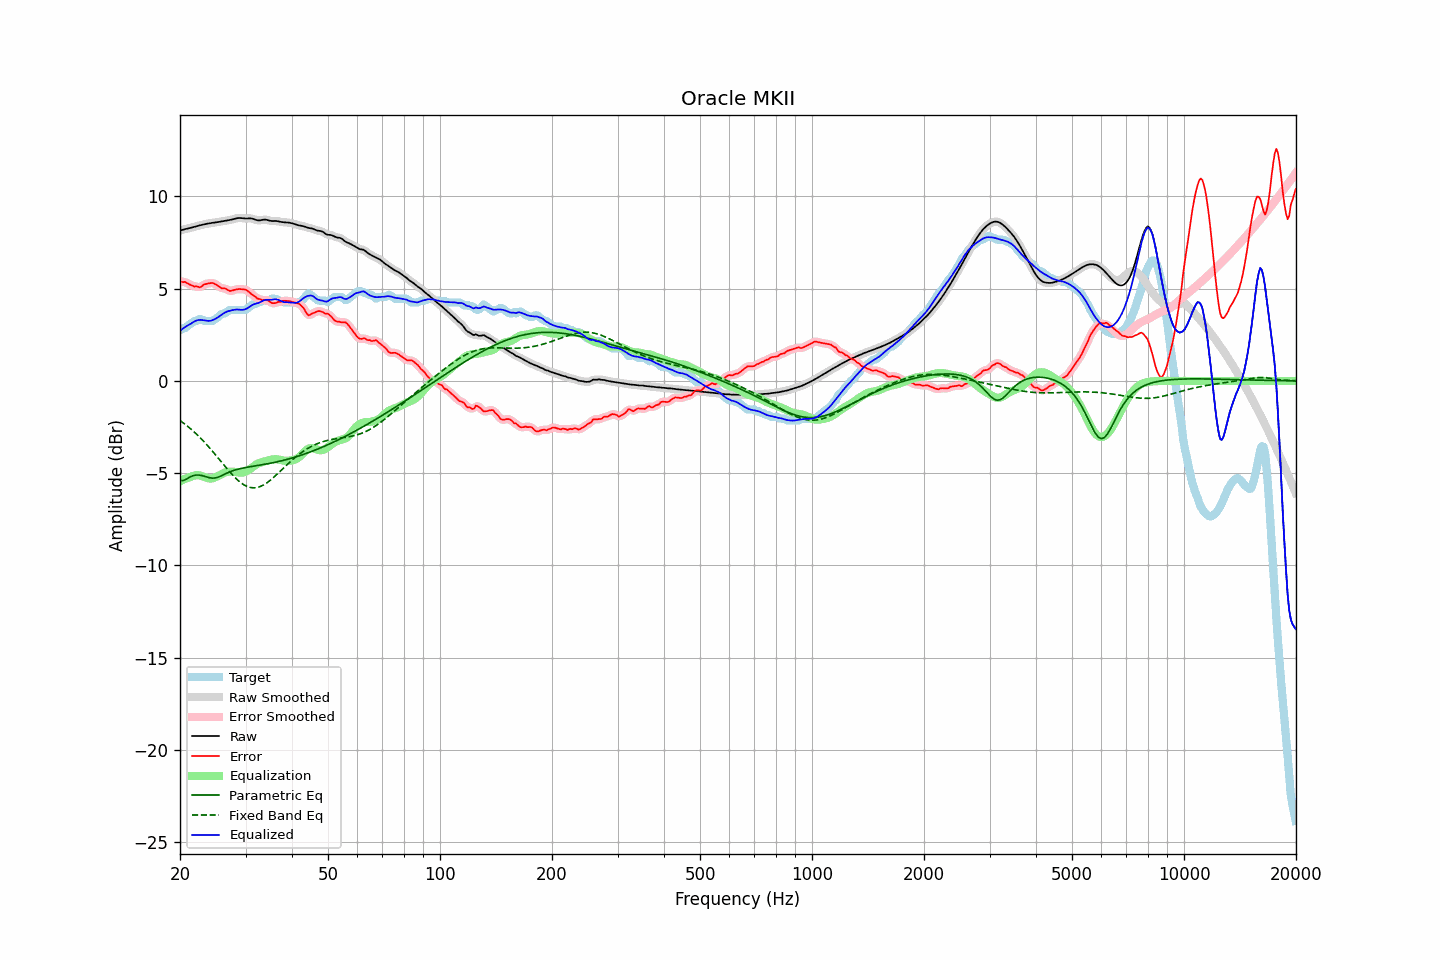 Oracle MKII
10
5
0
−5
−10
−15
−20
−25
Amplitude (dBr)
Target
Raw Smoothed
Error Smoothed
Raw
Error
Equalization
Parametric Eq
Fixed Band Eq
Equalized
20 50 100 200 500 1000 2000 5000 10000 20000
Frequency (Hz)